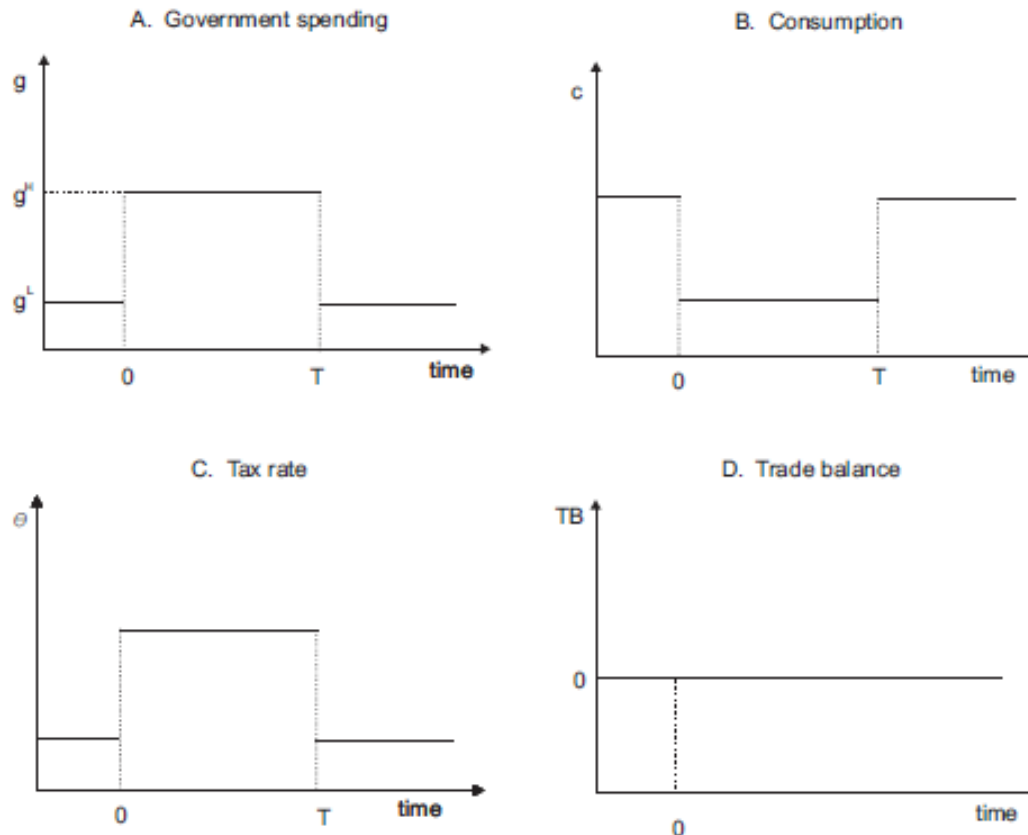 A. Government spending
B. Consumption
g
g^H
g^L
0
T
time
c
0
T
time
C. Tax rate
D. Trade balance
θ
0
T
time
TB
0
0
time